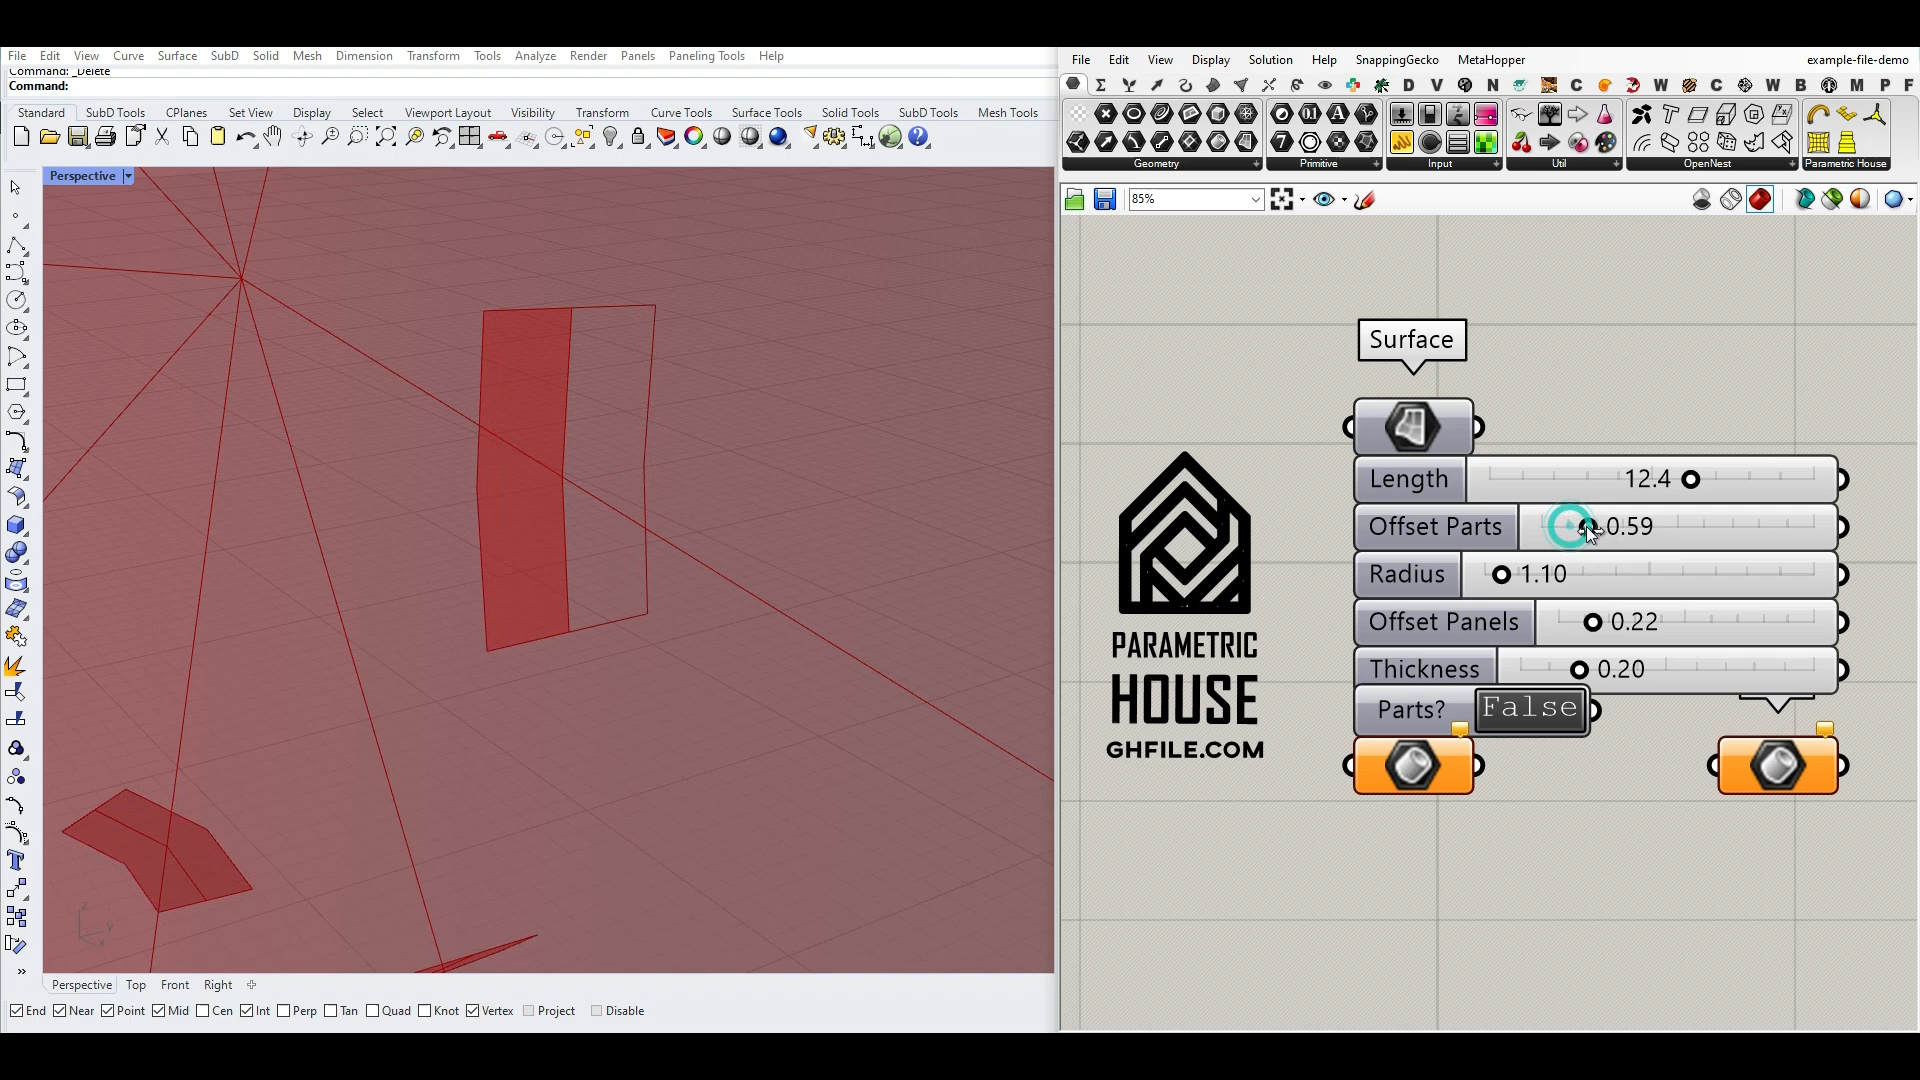 File Edit View Curve Surface SubD Solid Mesh Dimension Transform Tools Analyze Render Panels Paneling Tools Help
Command: _Delete
Command:
Standard SubD Tools CPlanes Set View Display Select Viewport Layout Visibility Transform Curve Tools Surface Tools Solid Tools SubD Tools Mesh Tools
Perspective
z
y
x
Perspective Top Front Right
End Near Point Mid Cen Int Perp Tan Quad Knot Vertex Project Disable
File Edit View Display Solution Help SnappingGecko MetaHopper example-file-demo
D V N C W C W B M P F
Geometry Primitive Input Util OpenNest Parametric House
85%
Surface
Length 12.4
Offset Parts 0.59
Radius 1.10
Offset Panels 0.22
Thickness 0.20
Parts? False
PARAMETRIC
HOUSE
GHFILE.COM